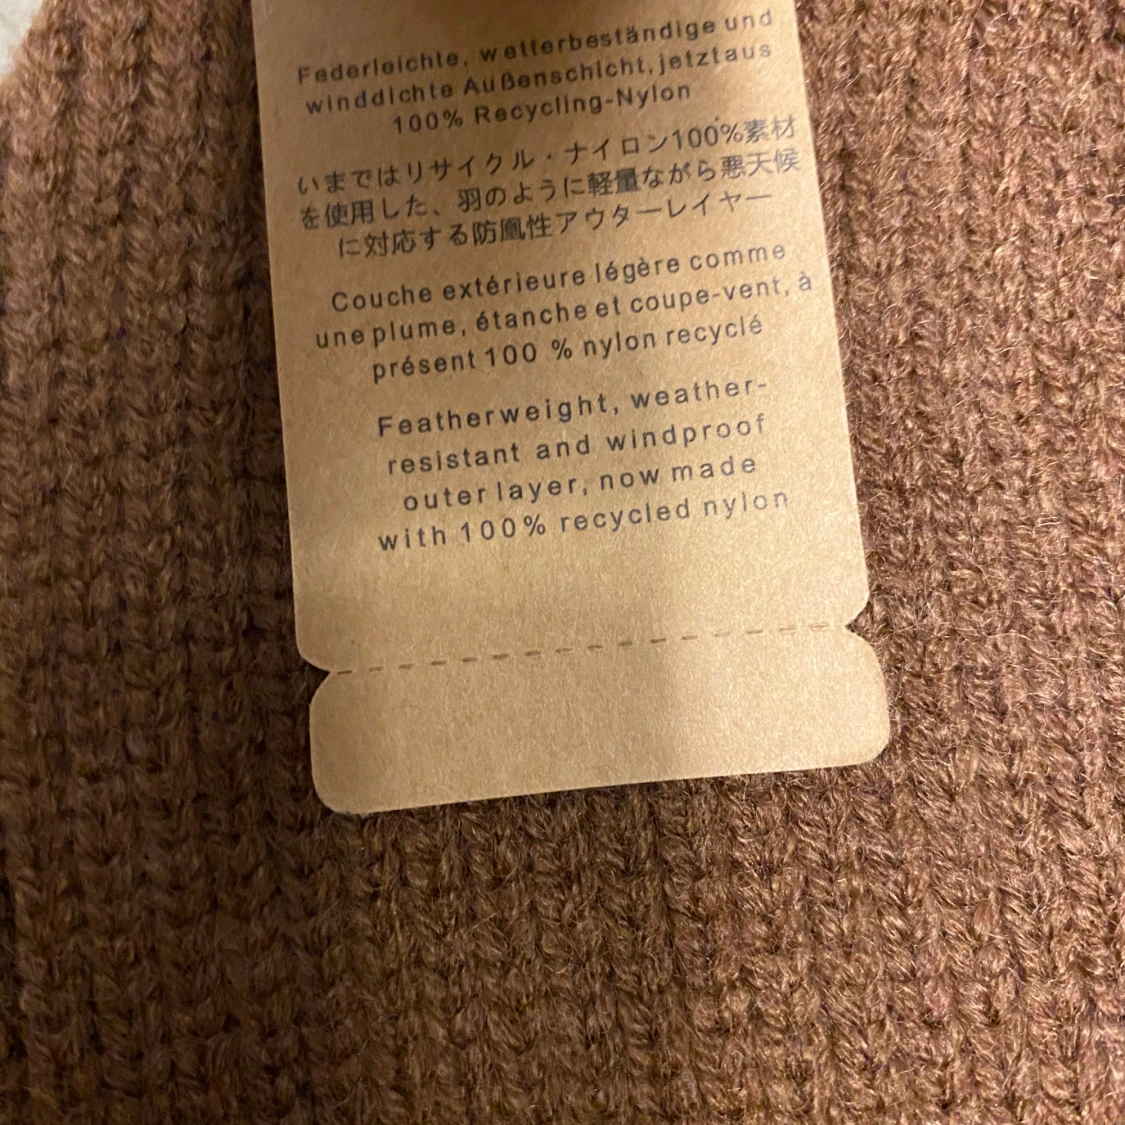 Federleichte, wetterbeständige und
winddichte Außenschicht, jetztaus
100% Recycling-Nylon
いまではリサイクル・ナイロン100%素材
を使用した、羽のように軽量ながら悪天候
に対応する防凰性アウターレイヤー
Couche extérieure légère comme
une plume, étanche et coupe-vent, à
présent 100 % nylon recyclé
Featherweight, weather-
resistant and windproof
outer layer, now made
with 100% recycled nylon